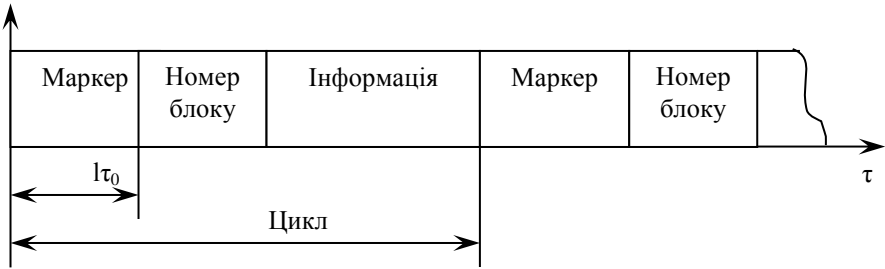 Маркер
Номер
блоку
Інформація
Маркер
Номер
блоку
lτ₀
τ
Цикл